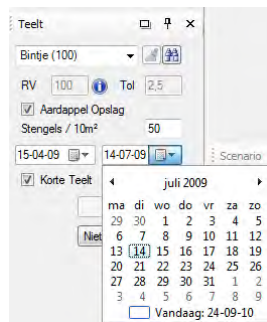 Teelt
Bintje (100)
RV 100 Tol 2,5
Aardappel Opslag
Stengels / 10m² 50
15-04-09 14-07-09 Scenario
Korte Teelt
Niet
juli 2009
ma di wo do vr za zo
29 30 1 2 3 4 5
6 7 8 9 10 11 12
13 14 15 16 17 18 19
20 21 22 23 24 25 26
27 28 29 30 31 1 2
3 4 5 6 7 8 9
Vandaag: 24-09-10